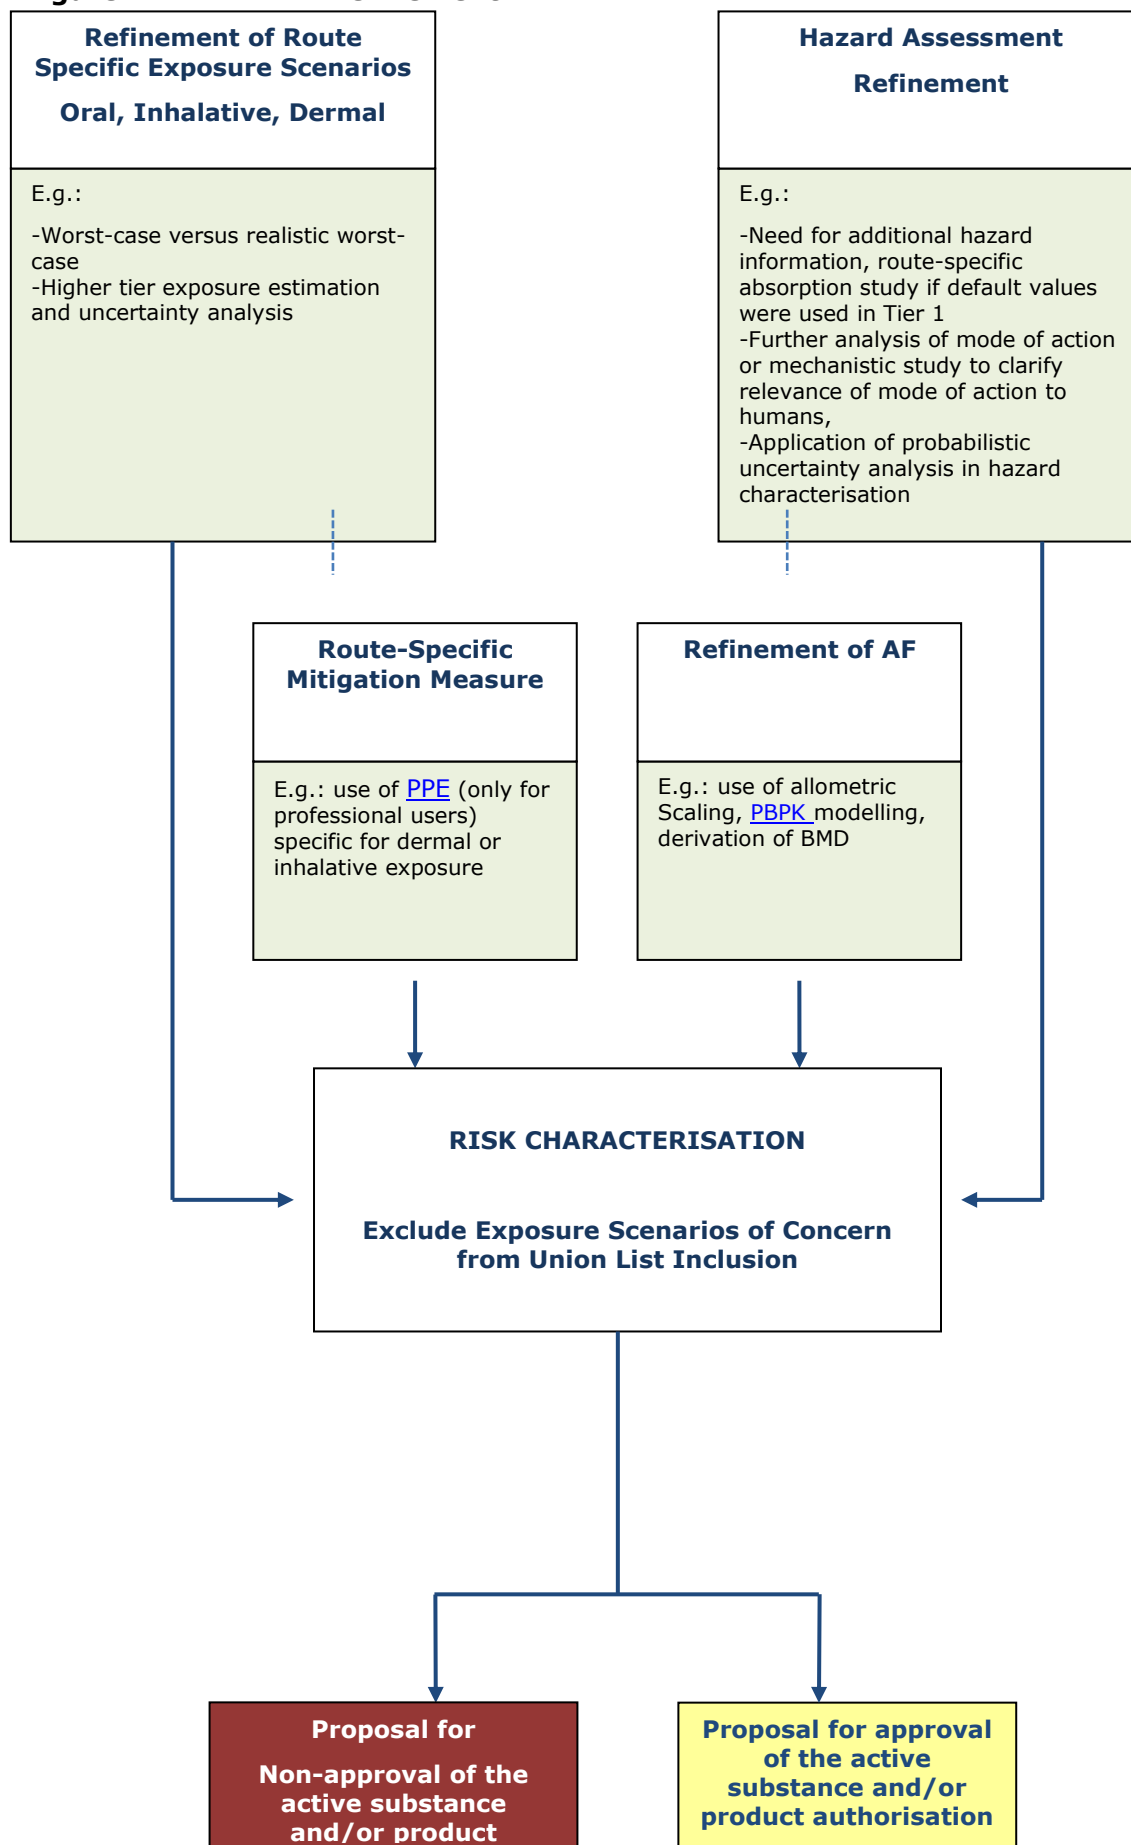 Refinement of Route
Specific Exposure Scenarios
Oral, Inhalative, Dermal
E.g.:
-Worst-case versus realistic worst-
case
-Higher tier exposure estimation
and uncertainty analysis
Hazard Assessment
Refinement
E.g.:
-Need for additional hazard
information, route-specific
absorption study if default values
were used in Tier 1
-Further analysis of mode of action
or mechanistic study to clarify
relevance of mode of action to
humans,
-Application of probabilistic
uncertainty analysis in hazard
characterisation
Route-Specific
Mitigation Measure
E.g.: use of PPE (only for
professional users)
specific for dermal or
inhalative exposure
Refinement of AF
E.g.: use of allometric
Scaling, PBPK modelling,
derivation of BMD
RISK CHARACTERISATION
Exclude Exposure Scenarios of Concern
from Union List Inclusion
Proposal for
Non-approval of the
active substance
and/or product
Proposal for approval
of the active
substance and/or
product authorisation